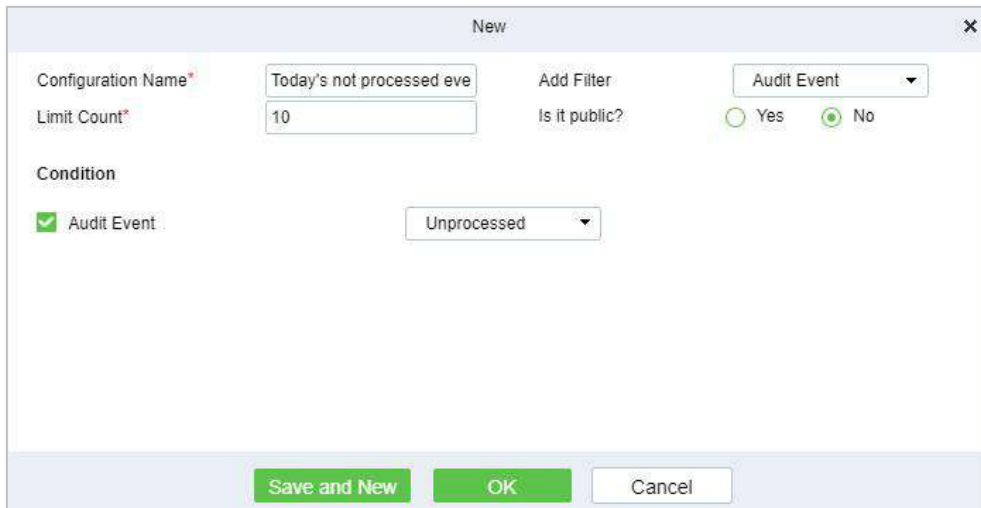 New
Configuration Name* Today's not processed eve Add Filter Audit Event
Limit Count* 10 Is it public? Yes No
Condition
Audit Event Unprocessed
Save and New OK Cancel